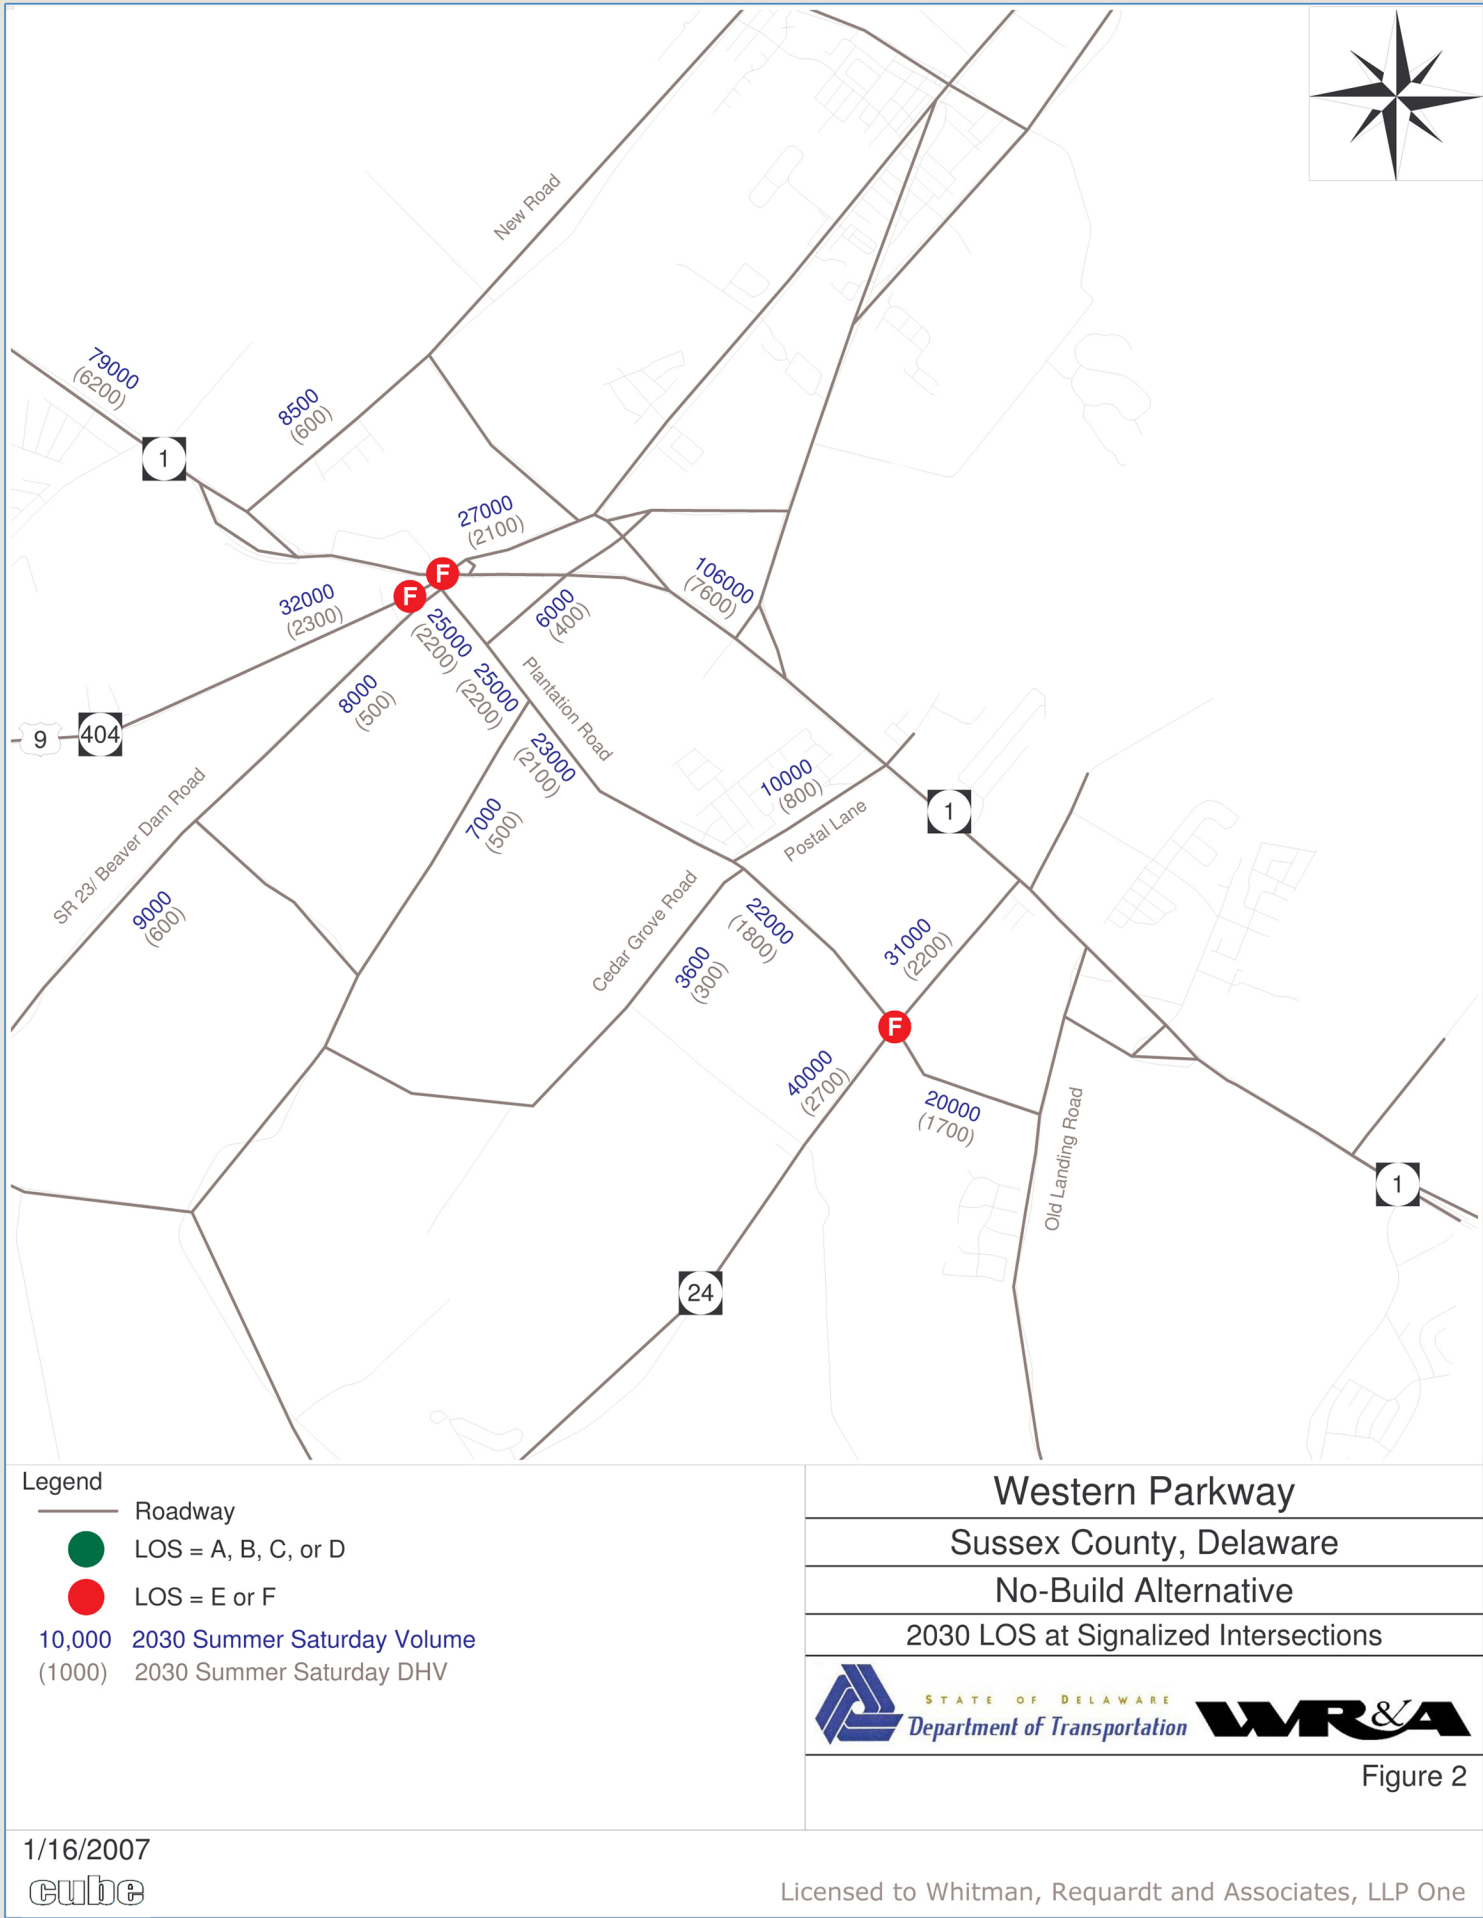 New Road
79000
(6200)
8500
(600)
1
27000
(2100)
106000
(7600)
F
F
32000
(2300)
6000
(400)
25000
(2200)
25000
(2200)
Plantation Road
8000
(500)
9
404
23000
(2100)
10000
(800)
Postal Lane
1
SR 23/ Beaver Dam Road
7000
(500)
9000
(600)
Cedar Grove Road
22000
(1800)
31000
(2200)
3600
(300)
F
40000
(2700)
20000
(1700)
Old Landing Road
1
24
Legend
Roadway
LOS = A, B, C, or D
LOS = E or F
10,000 2030 Summer Saturday Volume
(1000) 2030 Summer Saturday DHV
Western Parkway
Sussex County, Delaware
No-Build Alternative
2030 LOS at Signalized Intersections
STATE OF DELAWARE
Department of Transportation
WR&A
Figure 2
1/16/2007
cube
Licensed to Whitman, Requardt and Associates, LLP One